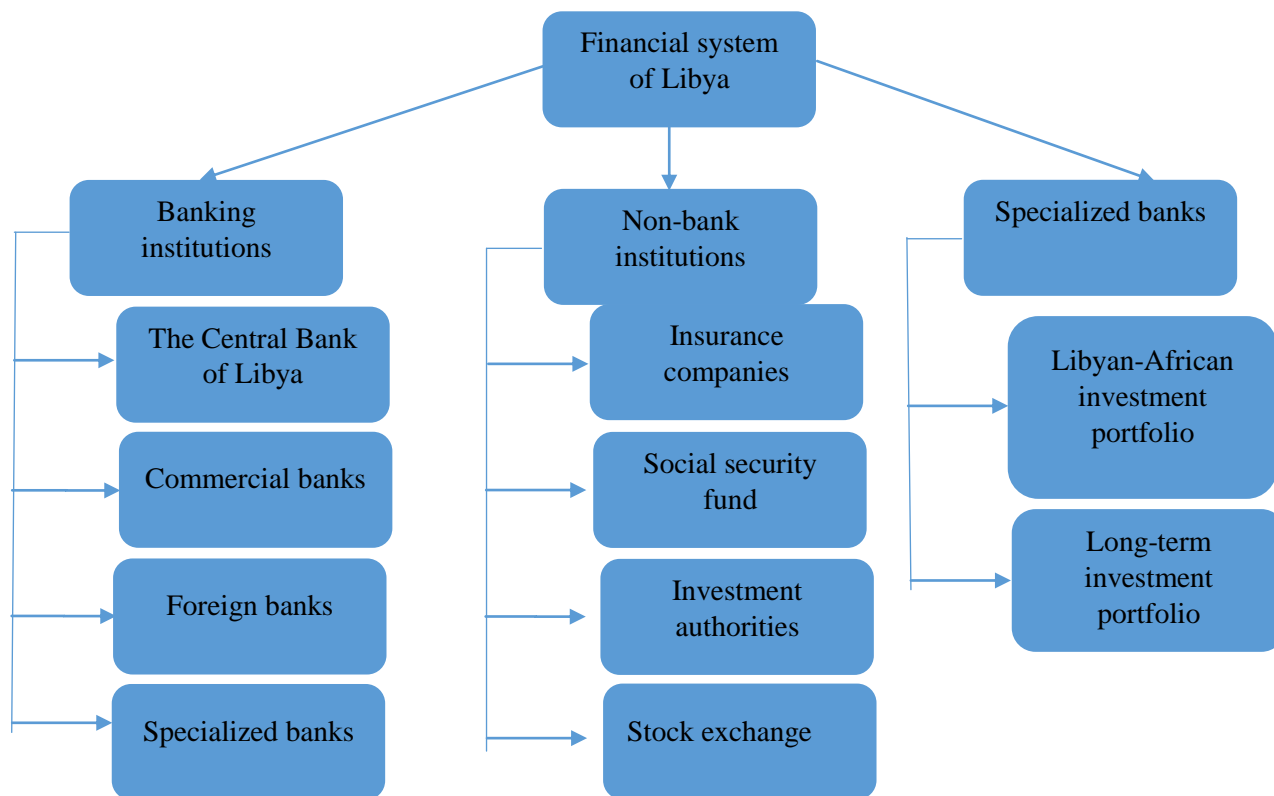 Financial system
of Libya
Banking
institutions
The Central Bank
of Libya
Commercial banks
Foreign banks
Specialized banks
Non-bank
institutions
Insurance
companies
Social security
fund
Investment
authorities
Stock exchange
Specialized banks
Libyan-African
investment
portfolio
Long-term
investment
portfolio